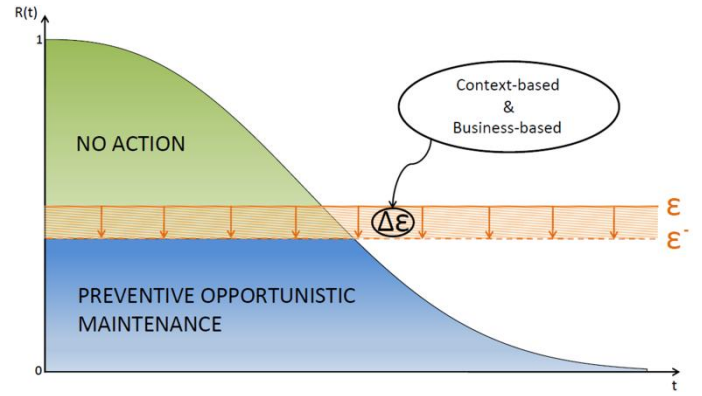 R(t)
1
Context-based
&
Business-based
NO ACTION
ε
Δε
ε-
PREVENTIVE OPPORTUNISTIC
MAINTENANCE
0
t